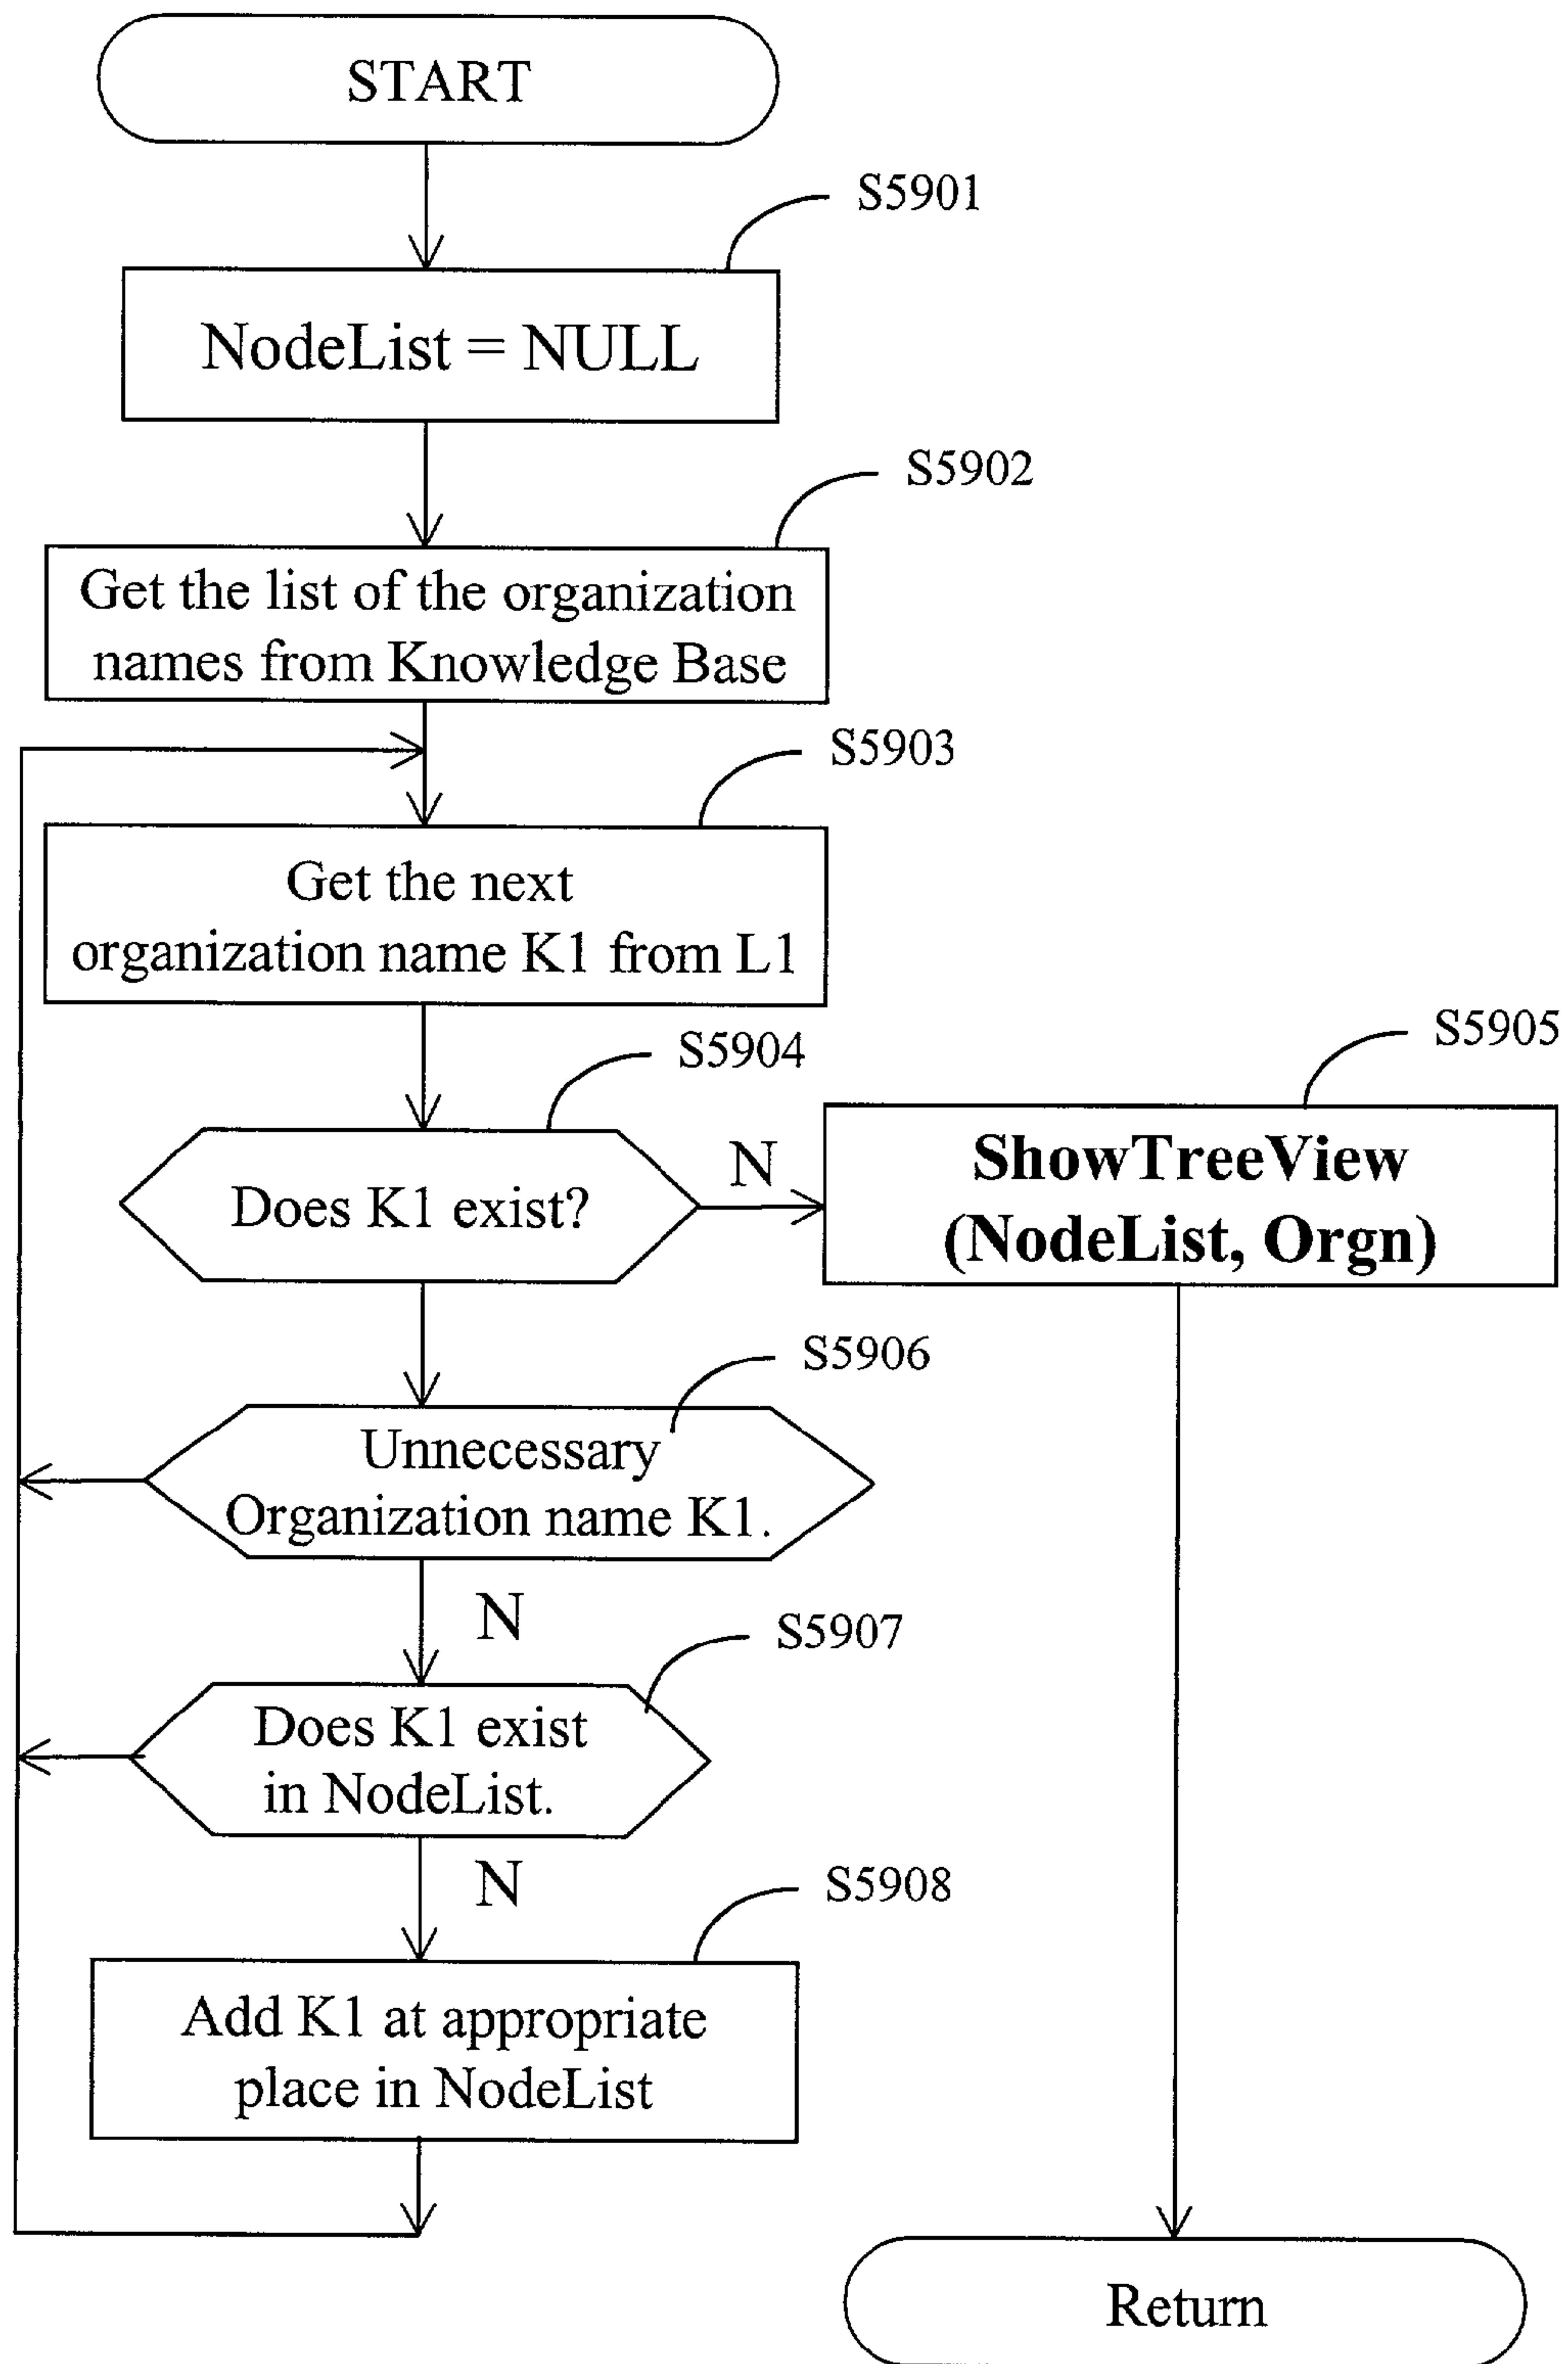 START
S5901
NodeList = NULL
S5902
Get the list of the organization
names from Knowledge Base
S5903
Get the next
organization name K1 from L1
S5904
Does K1 exist?
N
S5905
ShowTreeView
(NodeList, Orgn)
S5906
Unnecessary
Organization name K1.
N
S5907
Does K1 exist
in NodeList.
N
S5908
Add K1 at appropriate
place in NodeList
Return